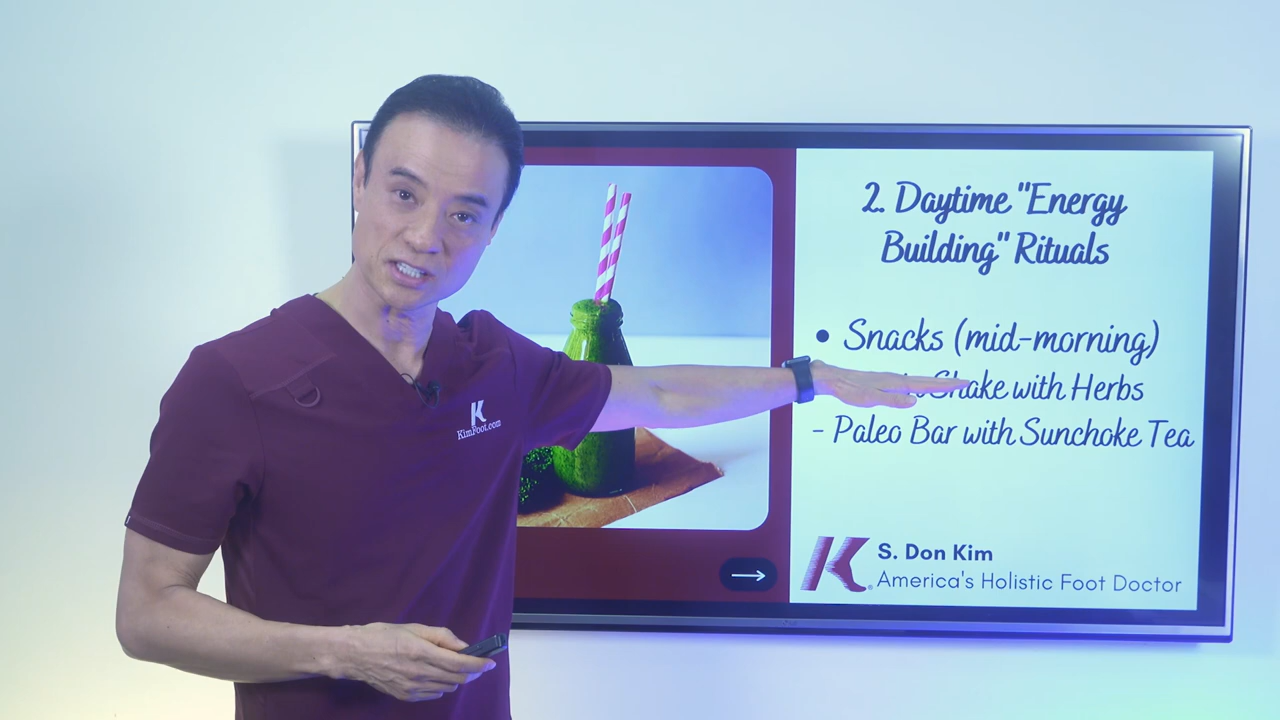 2. Daytime "Energy
Building" Rituals
• Snacks (mid-morning)
Shake with Herbs
- Paleo Bar with Sunchoke Tea
K
S. Don Kim
America's Holistic Foot Doctor
K
KimFoot.com